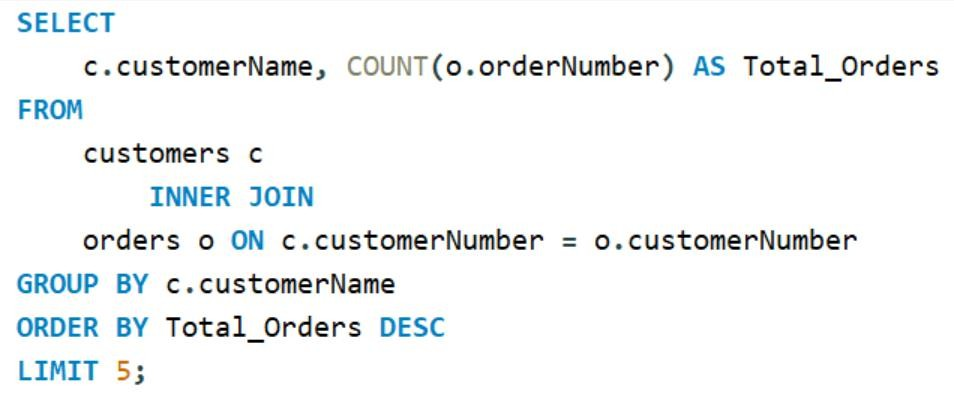 SELECT
    c.customerName, COUNT(o.orderNumber) AS Total_Orders
FROM
    customers c
        INNER JOIN
    orders o ON c.customerNumber = o.customerNumber
GROUP BY c.customerName
ORDER BY Total_Orders DESC
LIMIT 5;